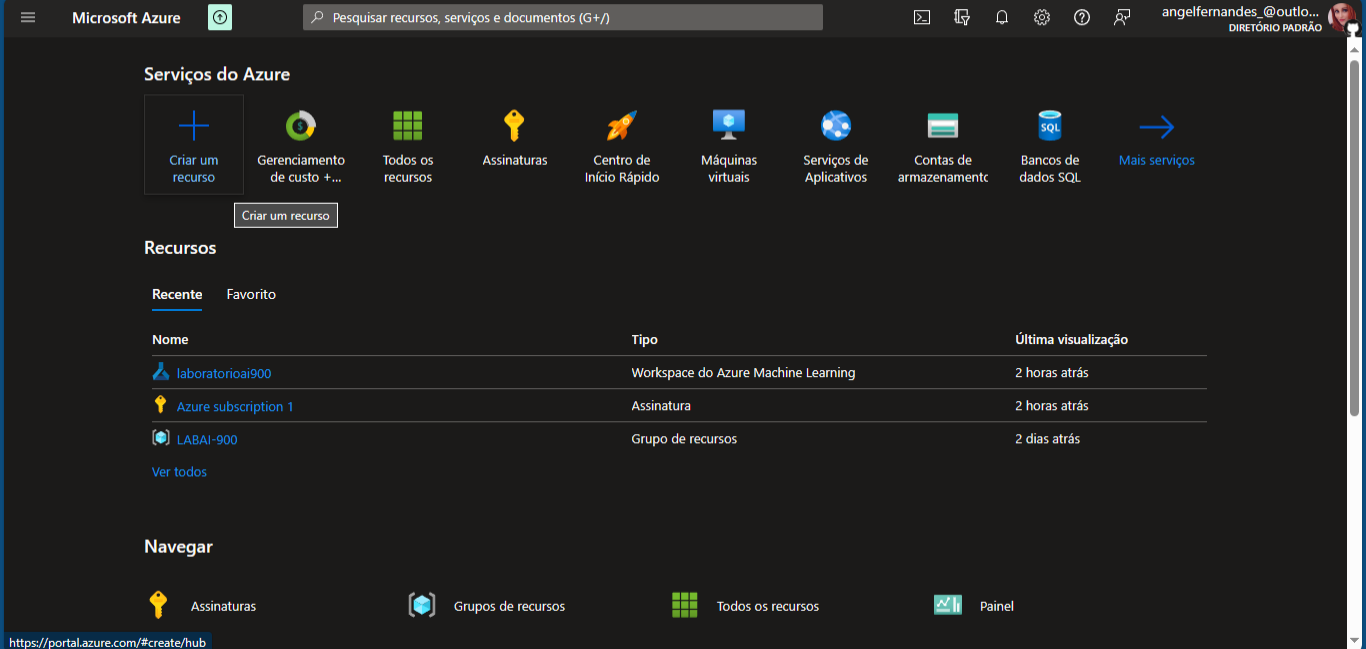 Microsoft Azure
Pesquisar recursos, serviços e documentos (G+/)
angelfernandes_@outlo...
DIRETÓRIO PADRÃO
Serviços do Azure
Criar um
recurso
Gerenciamento
de custo +...
Todos os
recursos
Assinaturas
Centro de
Início Rápido
Máquinas
virtuais
Serviços de
Aplicativos
Contas de
armazenamento
SQL
Bancos de
dados SQL
Mais serviços
Criar um recurso
Recursos
Recente Favorito
Nome Tipo Última visualização
laboratorioai900 Workspace do Azure Machine Learning 2 horas atrás
Azure subscription 1 Assinatura 2 horas atrás
LABAI-900 Grupo de recursos 2 dias atrás
Ver todos
Navegar
Assinaturas Grupos de recursos Todos os recursos Painel
https://portal.azure.com/#create/hub